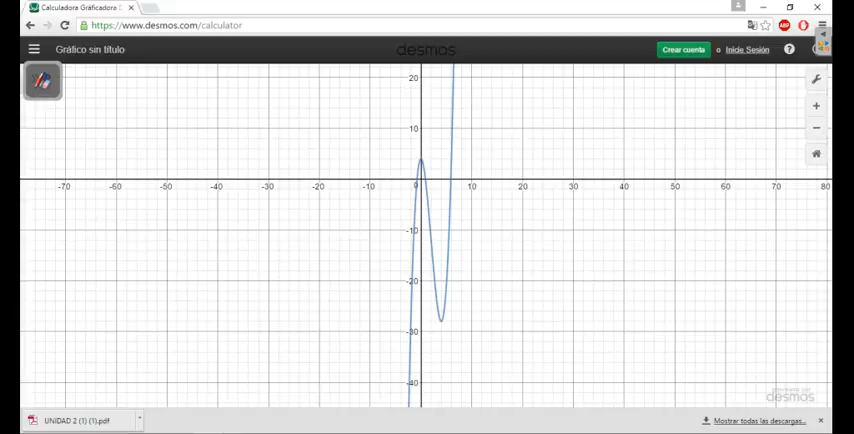 Calculadora Gráficadora D
https://www.desmos.com/calculator
Gráfico sin título
desmos
Crear cuenta
o Inicie Sesión
?
20
10
-70 -60 -50 -40 -30 -20 -10 0 10 20 30 40 50 60 70 80
-10
-20
-30
-40
desmos
UNIDAD 2 (1) (1).pdf
Mostrar todas las descargas...